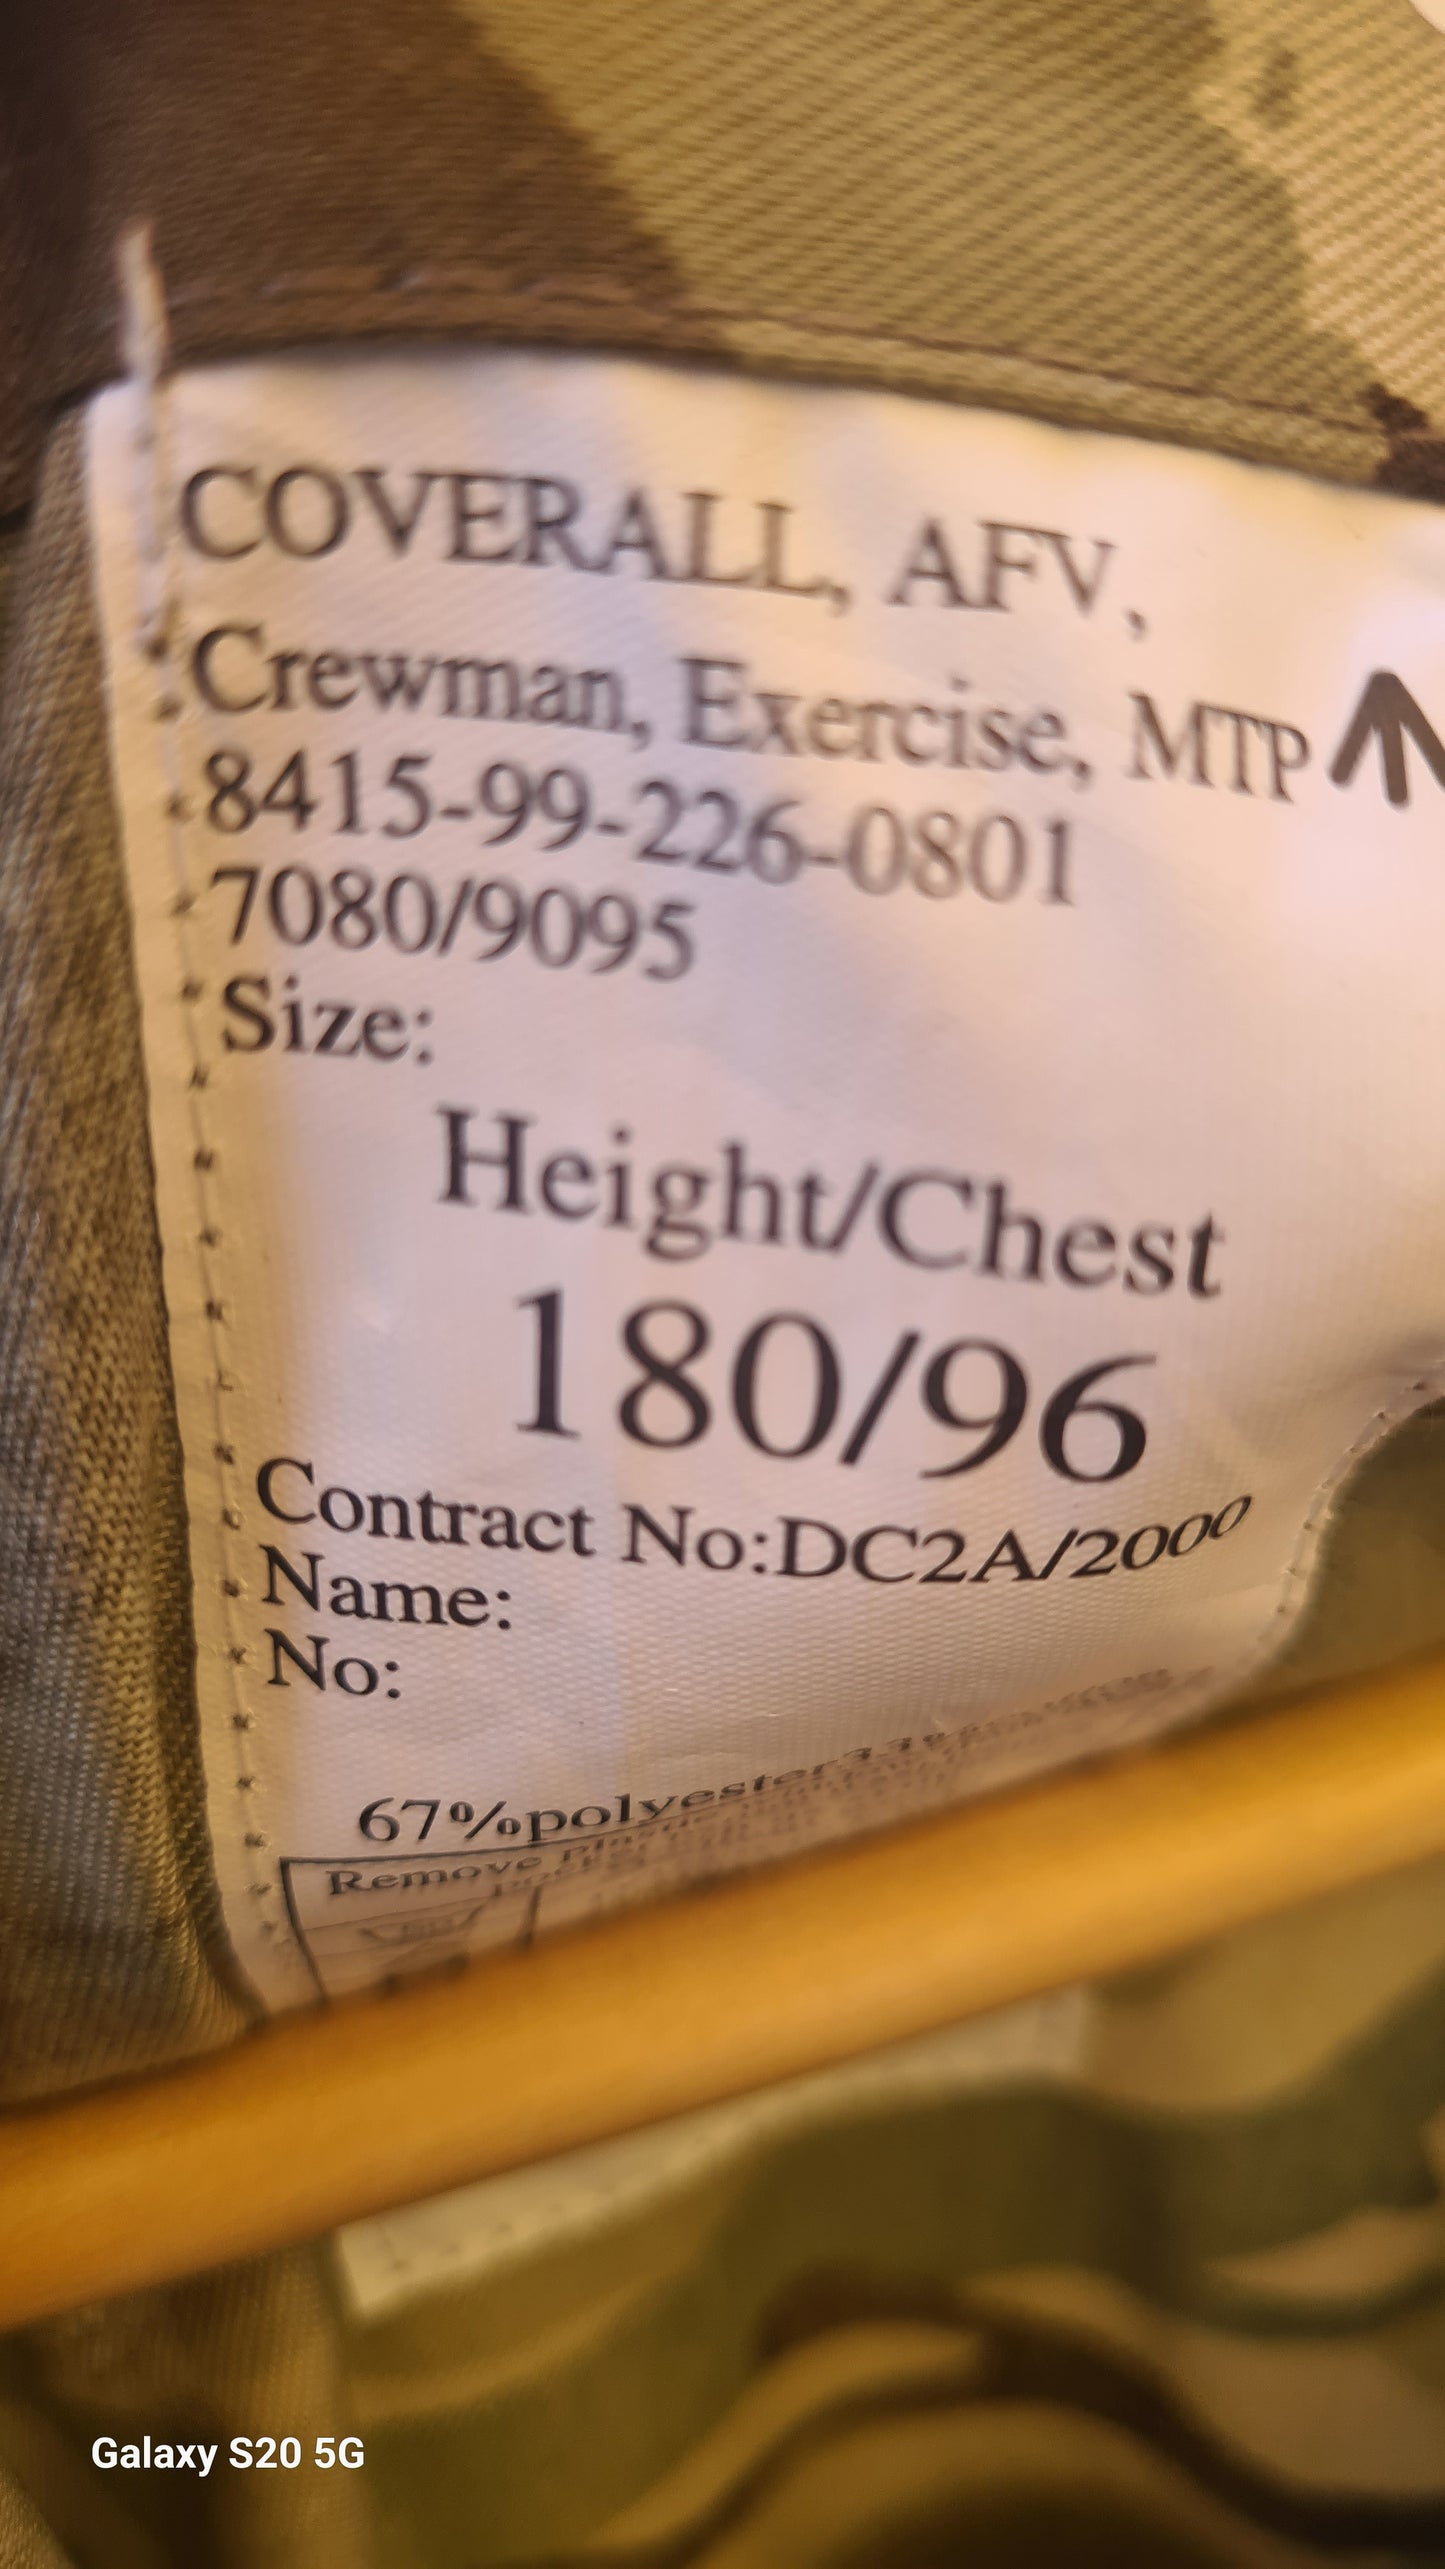 COVERALL, AFV,
Crewman, Exercise, MTP
8415-99-226-0801
7080/9095
Size:
Height/Chest
180/96
Contract No:DC2A/2000
Name:
No:
67%polyester
Remove
Galaxy S20 5G